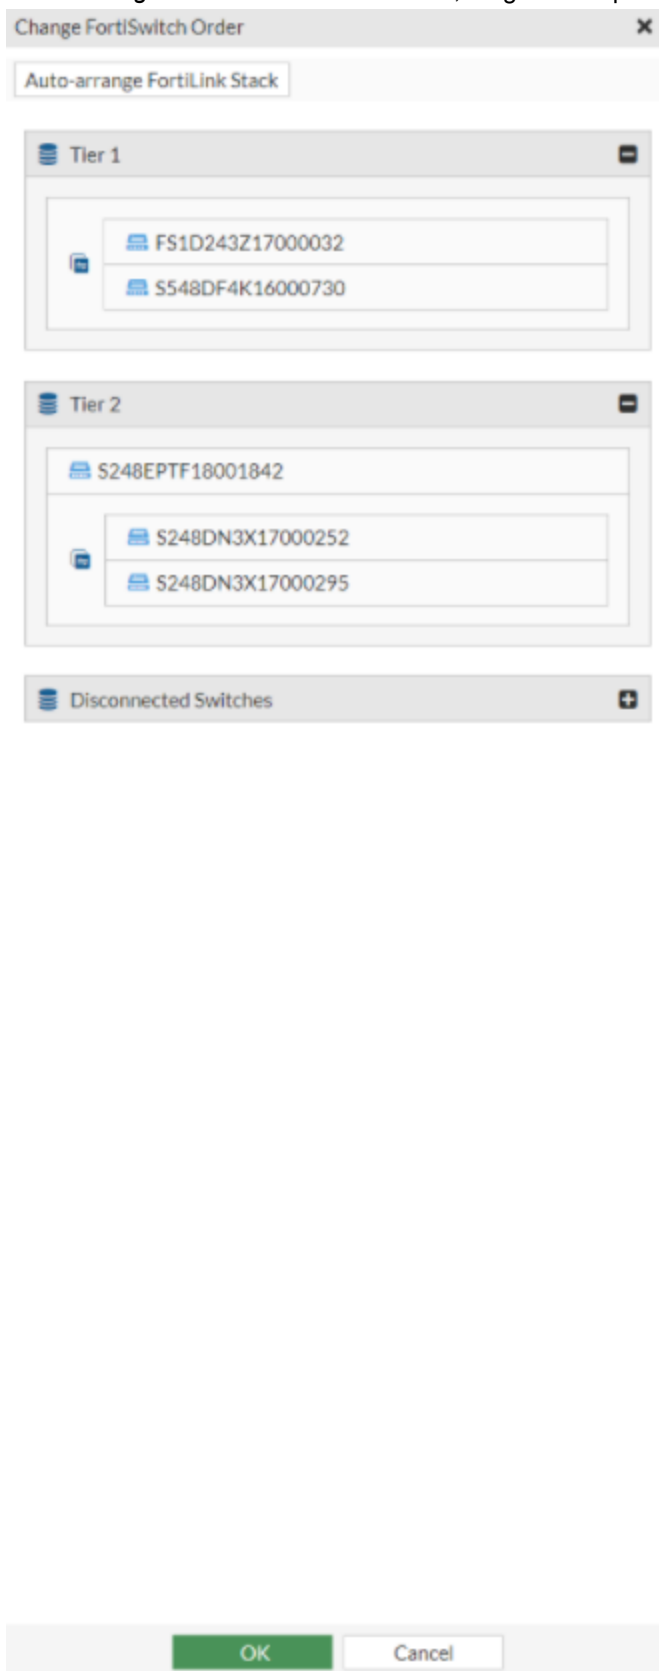 Change FortiSwitch Order
Auto-arrange FortiLink Stack
Tier 1
FS1D243Z17000032
S548DF4K16000730
Tier 2
S248EPTF18001842
S248DN3X17000252
S248DN3X17000295
Disconnected Switches
OK
Cancel